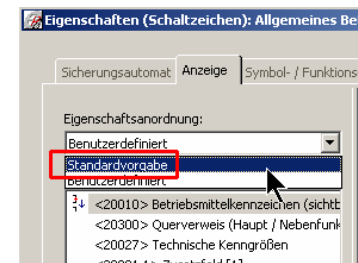 Eigenschaften (Schaltzeichen): Allgemeines Be
Sicherungsautomat Anzeige Symbol- / Funktions
Eigenschaftsanordnung:
Benutzerdefiniert
Standardvorgabe
Benutzerdefiniert
<20010> Betriebsmittelkennzeichen (sichtb
<20300> Querverweis (Haupt / Nebenfunk
<20027> Technische Kenngrößen